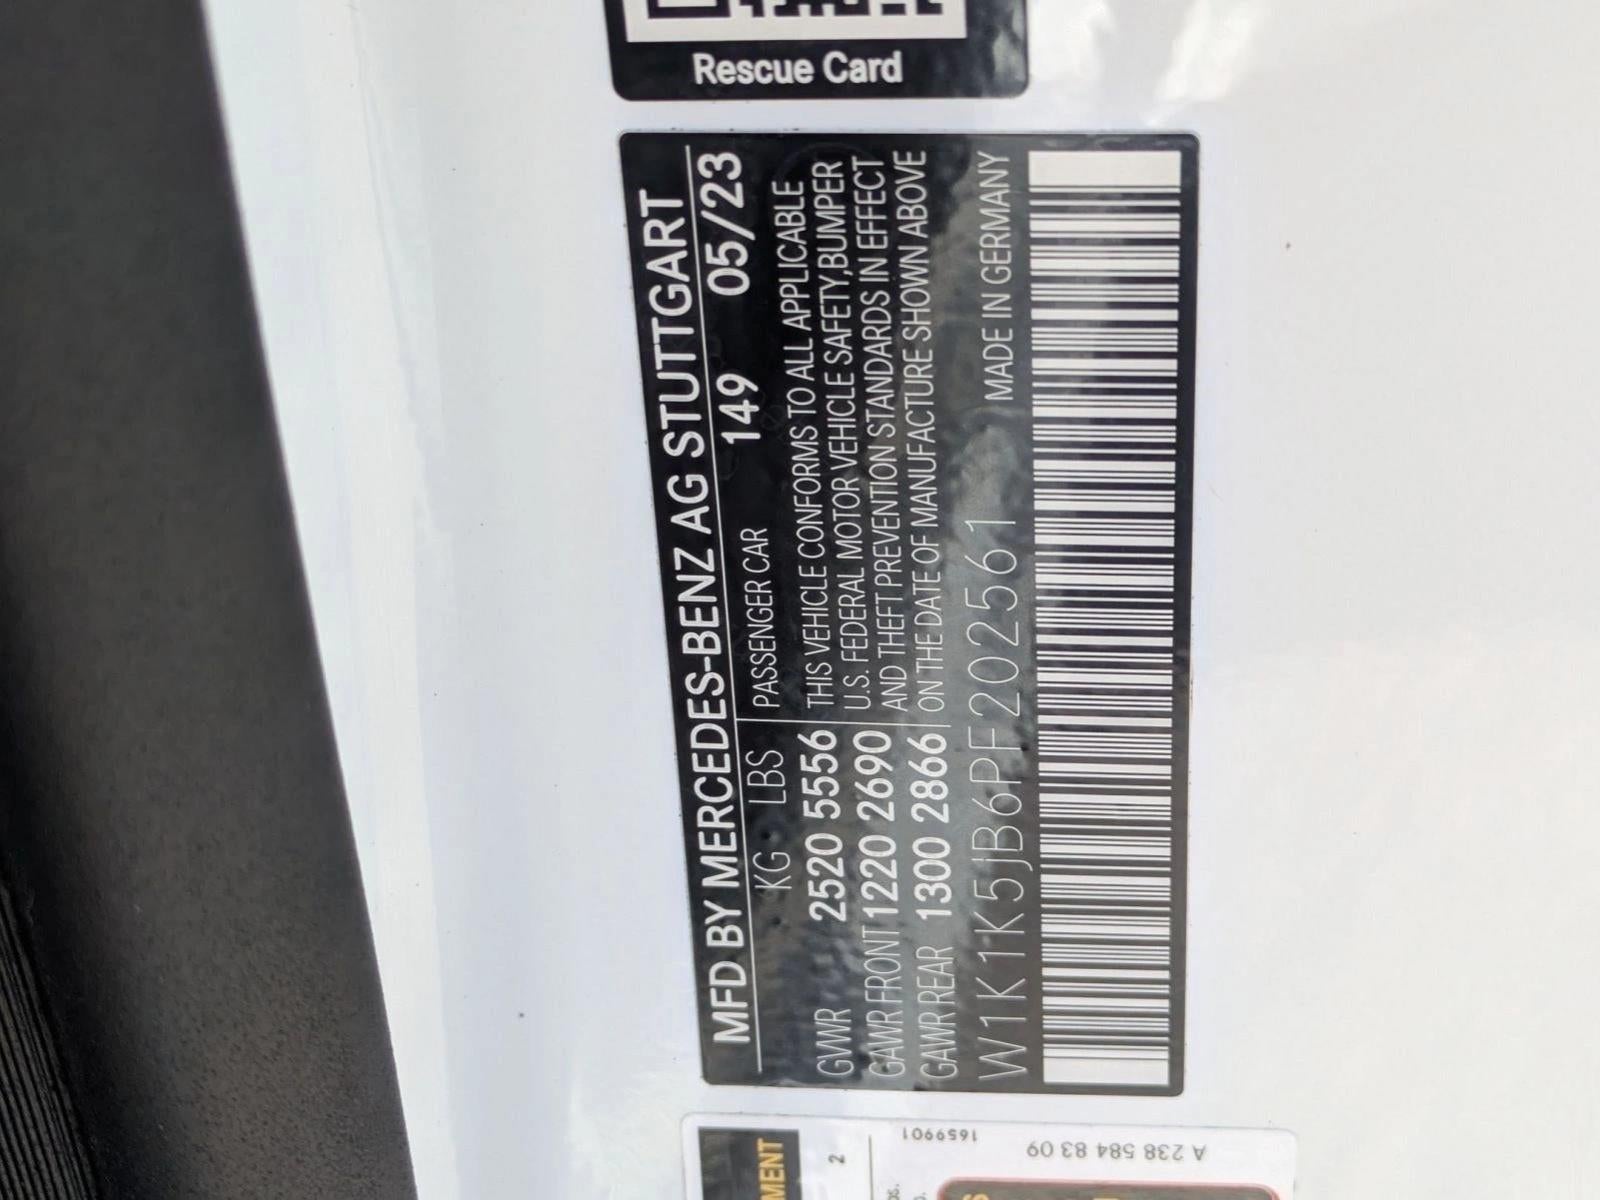 Rescue Card
MFD BY MERCEDES-BENZ AG STUTTGART
149 05/23
KG LBS PASSENGER CAR
GVWR 2520 5556
GAWR FRONT 1220 2690
GAWR REAR 1300 2866
THIS VEHICLE CONFORMS TO ALL APPLICABLE
U.S. FEDERAL MOTOR VEHICLE SAFETY,BUMPER
AND THEFT PREVENTION STANDARDS IN EFFECT
ON THE DATE OF MANUFACTURE SHOWN ABOVE
MADE IN GERMANY
W1K1K5JB6PF202561
1659901
A 238 584 83 09
MENT
2